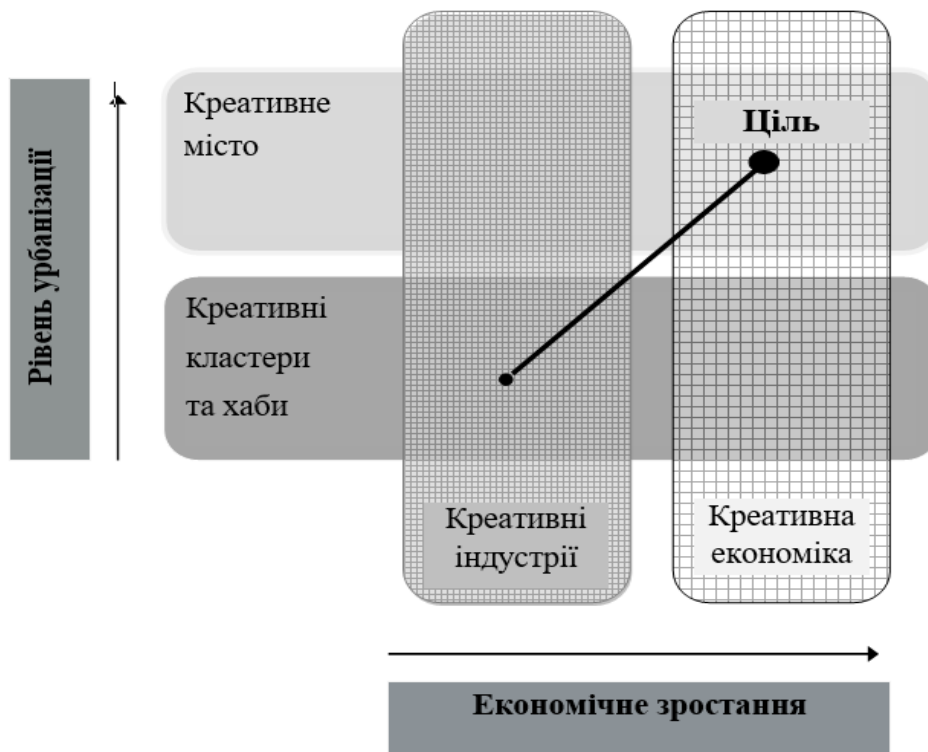 Рівень урбанізації
Креативне
місто
Ціль
Креативні
кластери
та хаби
Креативні
індустрії
Креативна
економіка
Економічне зростання